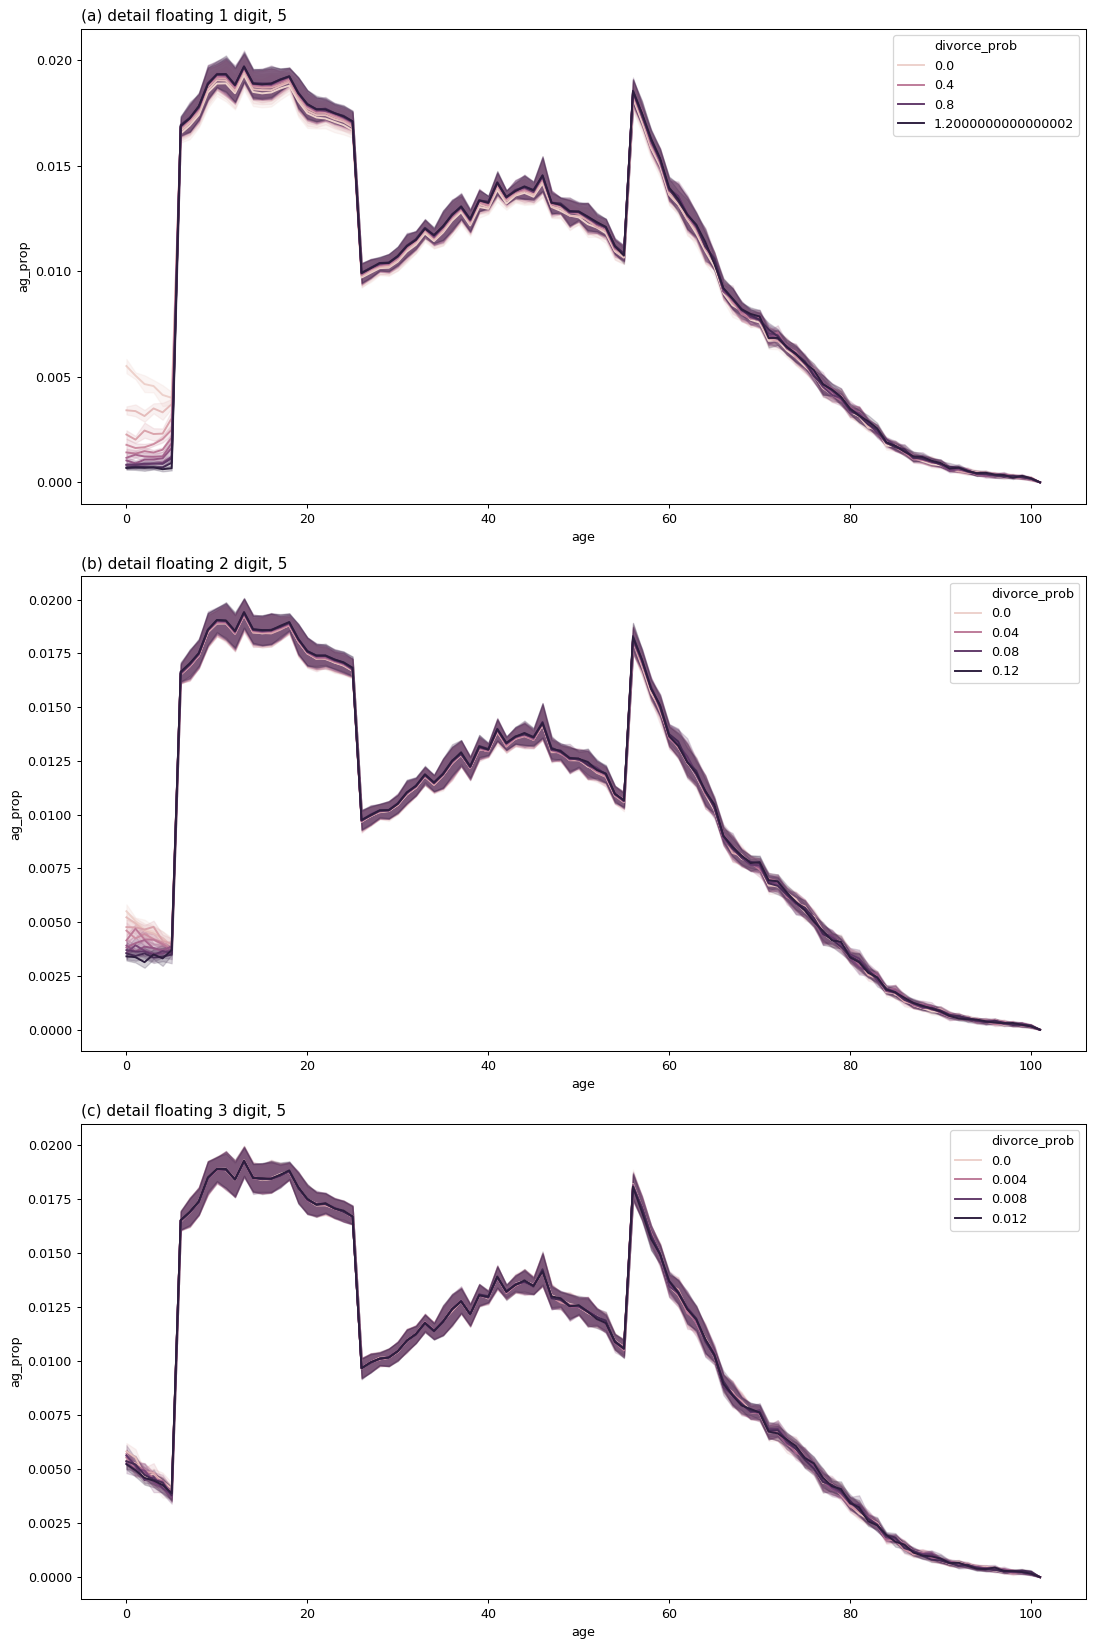 (a) detail floating 1 digit, 5
divorce_prob
0.0
0.4
0.8
1.2000000000000002
0.020
0.015
0.010
0.005
0.000
ag_prop
0 20 40 60 80 100
age
(b) detail floating 2 digit, 5
divorce_prob
0.0
0.04
0.08
0.12
0.0200
0.0175
0.0150
0.0125
0.0100
0.0075
0.0050
0.0025
0.0000
ag_prop
0 20 40 60 80 100
age
(c) detail floating 3 digit, 5
divorce_prob
0.0
0.004
0.008
0.012
0.0200
0.0175
0.0150
0.0125
0.0100
0.0075
0.0050
0.0025
0.0000
ag_prop
0 20 40 60 80 100
age